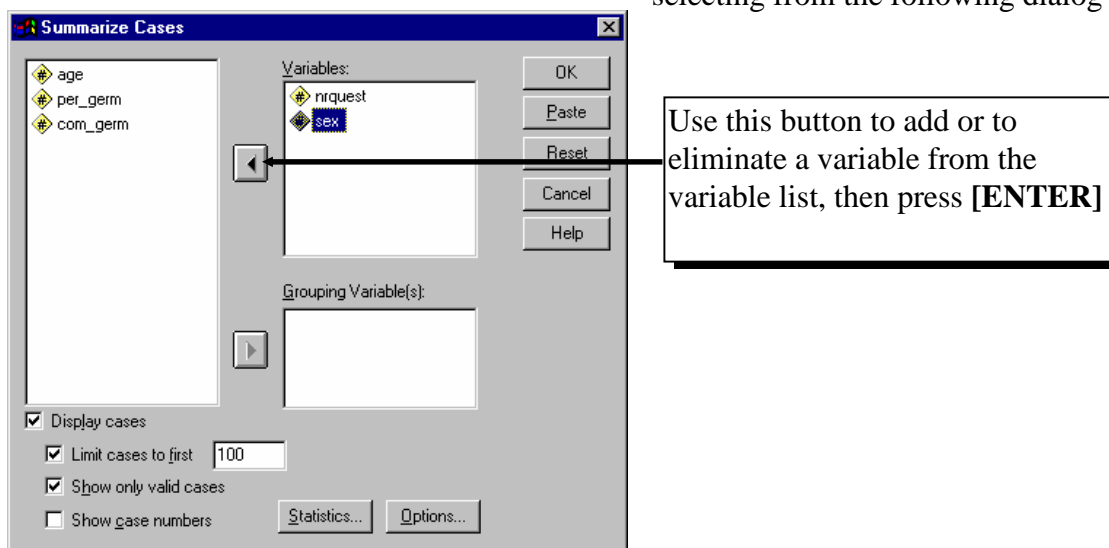 selecting from the following dialog
Summarize Cases
age
per_germ
com_germ
Variables:
nrquest
sex
OK
Paste
Reset
Cancel
Help
Use this button to add or to
eliminate a variable from the
variable list, then press [ENTER]
Grouping Variable(s):
Display cases
Limit cases to first 100
Show only valid cases
Show case numbers
Statistics...
Options...